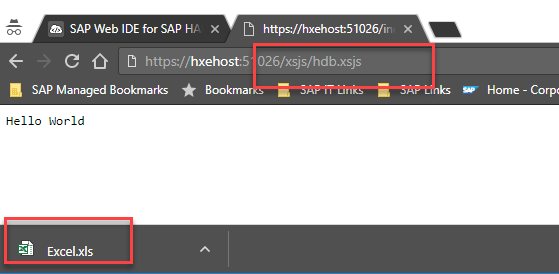 SAP Web IDE for SAP HA
https://hxehost:51026/in
https://hxehost:51026/xsjs/hdb.xsjs
SAP Managed Bookmarks
Bookmarks
SAP IT Links
SAP Links
SAP
Home - Corpo
Hello World
Excel.xls